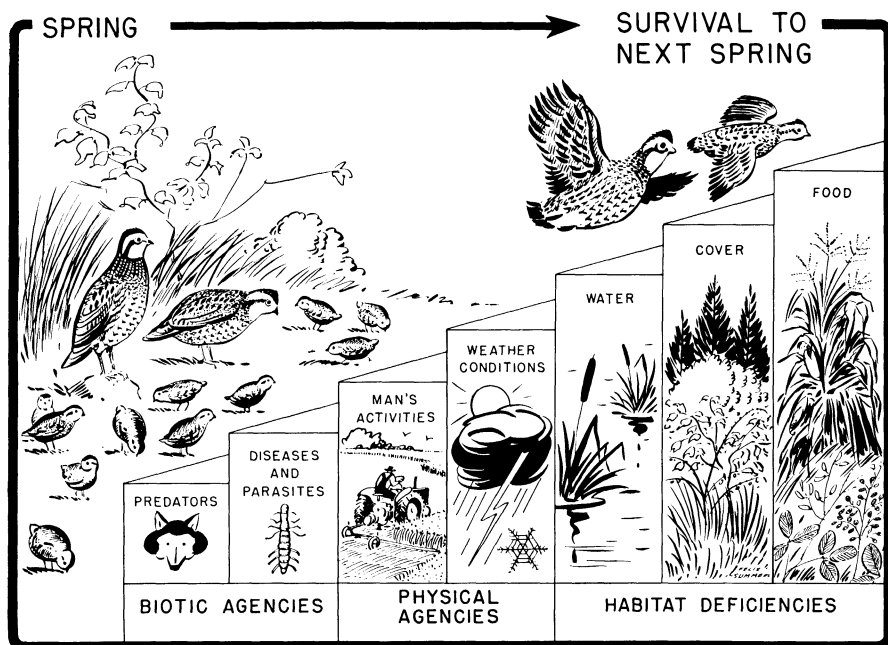 SPRING
SURVIVAL TO
NEXT SPRING
FOOD
COVER
WATER
WEATHER
CONDITIONS
MAN'S
ACTIVITIES
DISEASES
AND
PARASITES
PREDATORS
BIOTIC AGENCIES
PHYSICAL
AGENCIES
HABITAT DEFICIENCIES